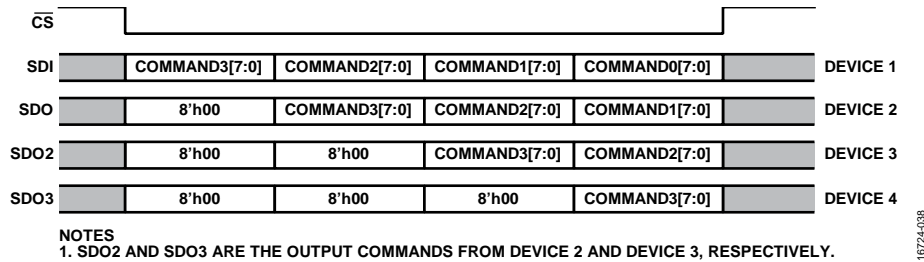 CS
SDI COMMAND3[7:0] COMMAND2[7:0] COMMAND1[7:0] COMMAND0[7:0] DEVICE 1
SDO 8'h00 COMMAND3[7:0] COMMAND2[7:0] COMMAND1[7:0] DEVICE 2
SDO2 8'h00 8'h00 COMMAND3[7:0] COMMAND2[7:0] DEVICE 3
SDO3 8'h00 8'h00 8'h00 COMMAND3[7:0] DEVICE 4
NOTES
1. SDO2 AND SDO3 ARE THE OUTPUT COMMANDS FROM DEVICE 2 AND DEVICE 3, RESPECTIVELY.
16724-038